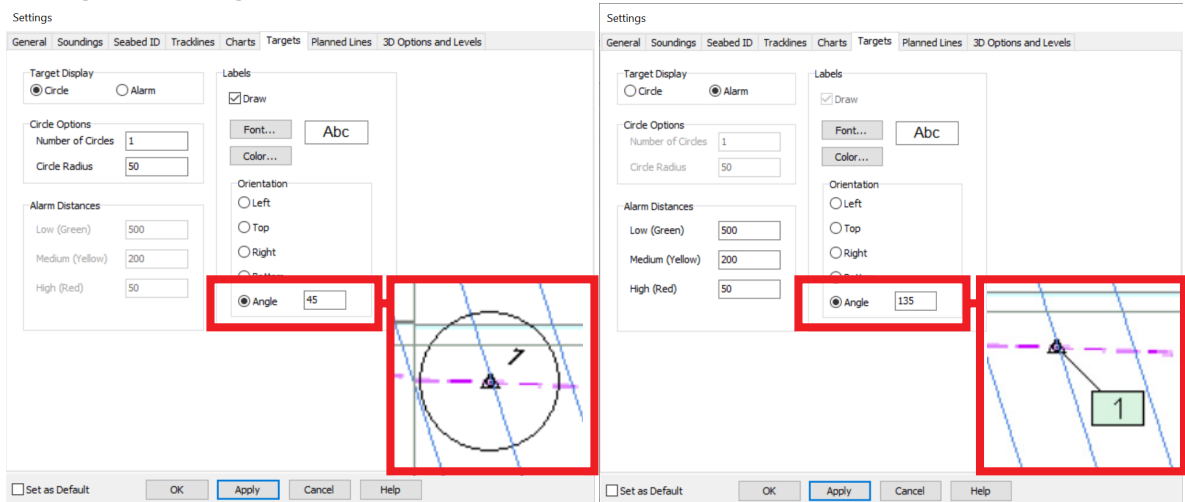 Settings
General Soundings Seabed ID Tracklines Charts Targets Planned Lines 3D Options and Levels
Target Display
Circle Alarm
Circle Options
Number of Circles 1
Circle Radius 50
Alarm Distances
Low (Green) 500
Medium (Yellow) 200
High (Red) 50
Labels
Draw
Font... Abc
Color...
Orientation
Left
Top
Right
Angle 45
1
Set as Default OK Apply Cancel Help
Settings
General Soundings Seabed ID Tracklines Charts Targets Planned Lines 3D Options and Levels
Target Display
Circle Alarm
Circle Options
Number of Circles 1
Circle Radius 50
Alarm Distances
Low (Green) 500
Medium (Yellow) 200
High (Red) 50
Labels
Draw
Font... Abc
Color...
Orientation
Left
Top
Right
Angle 135
1
Set as Default OK Apply Cancel Help